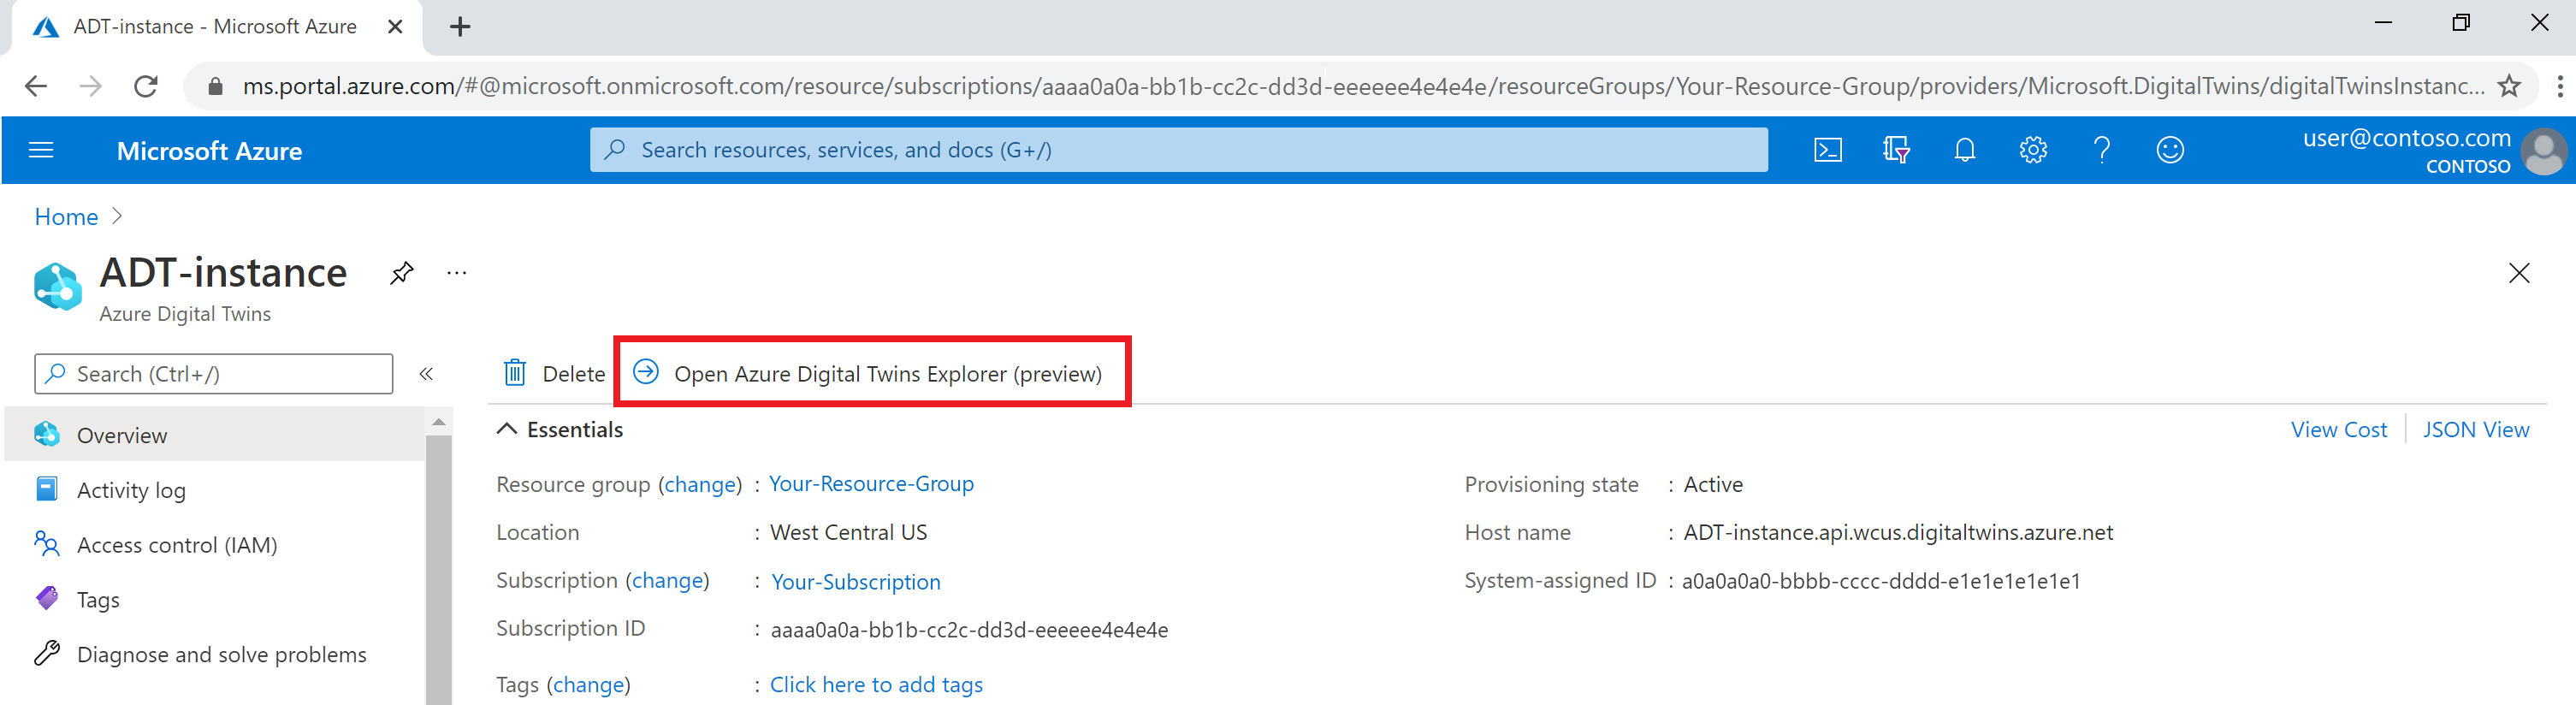 ADT-instance - Microsoft Azure
ms.portal.azure.com/#@microsoft.onmicrosoft.com/resource/subscriptions/aaaa0a0a-bb1b-cc2c-dd3d-eeeeee4e4e4e/resourceGroups/Your-Resource-Group/providers/Microsoft.DigitalTwins/digitalTwinsInstanc...
Microsoft Azure
Search resources, services, and docs (G+/)
user@contoso.com
CONTOSO
Home
ADT-instance
Azure Digital Twins
Search (Ctrl+/)
Overview
Activity log
Access control (IAM)
Tags
Diagnose and solve problems
Delete
Open Azure Digital Twins Explorer (preview)
Essentials
View Cost
JSON View
Resource group (change) : Your-Resource-Group
Location : West Central US
Subscription (change) : Your-Subscription
Subscription ID : aaaa0a0a-bb1b-cc2c-dd3d-eeeeee4e4e4e
Tags (change) : Click here to add tags
Provisioning state : Active
Host name : ADT-instance.api.wcus.digitaltwins.azure.net
System-assigned ID : a0a0a0a0-bbbb-cccc-dddd-e1e1e1e1e1e1